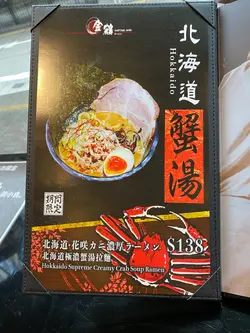 金鷄
北海道
Hokkaido
蟹湯
期間
限定
北海道·花咲カニ濃厚ラーメン $138
北海道極濃蟹湯拉麵
Hokkaido Supreme Creamy Crab Soup Ramen